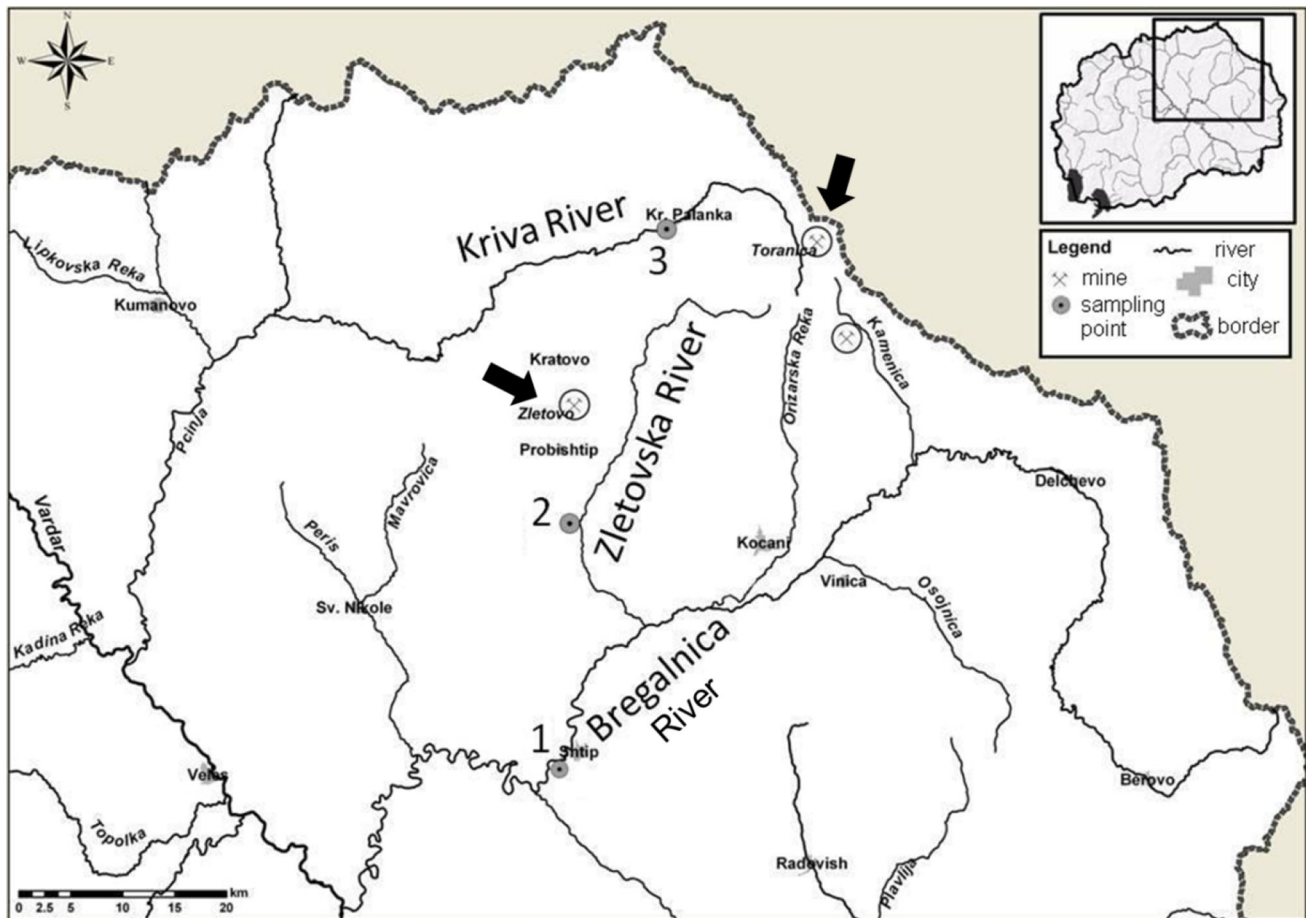 N
W
E
S
Legend
river
mine
city
sampling
point
border
Kriva River
Kr. Palanka
3
Toranica
Lipkovska Reka
Kumanovo
Kratovo
Zletovo
Probishtip
Zletovska River
Orizarska Reka
Kamenica
Pcinja
Mavrovica
Peris
2
Kocani
Delchevo
Vardar
Vinica
Osojnica
Sv. Nikole
Kadina Reka
Bregalnica
River
1
Shtip
Veles
Berovo
Topolka
Radovish
Plavlija
0 2.5 5 10 15 20 km